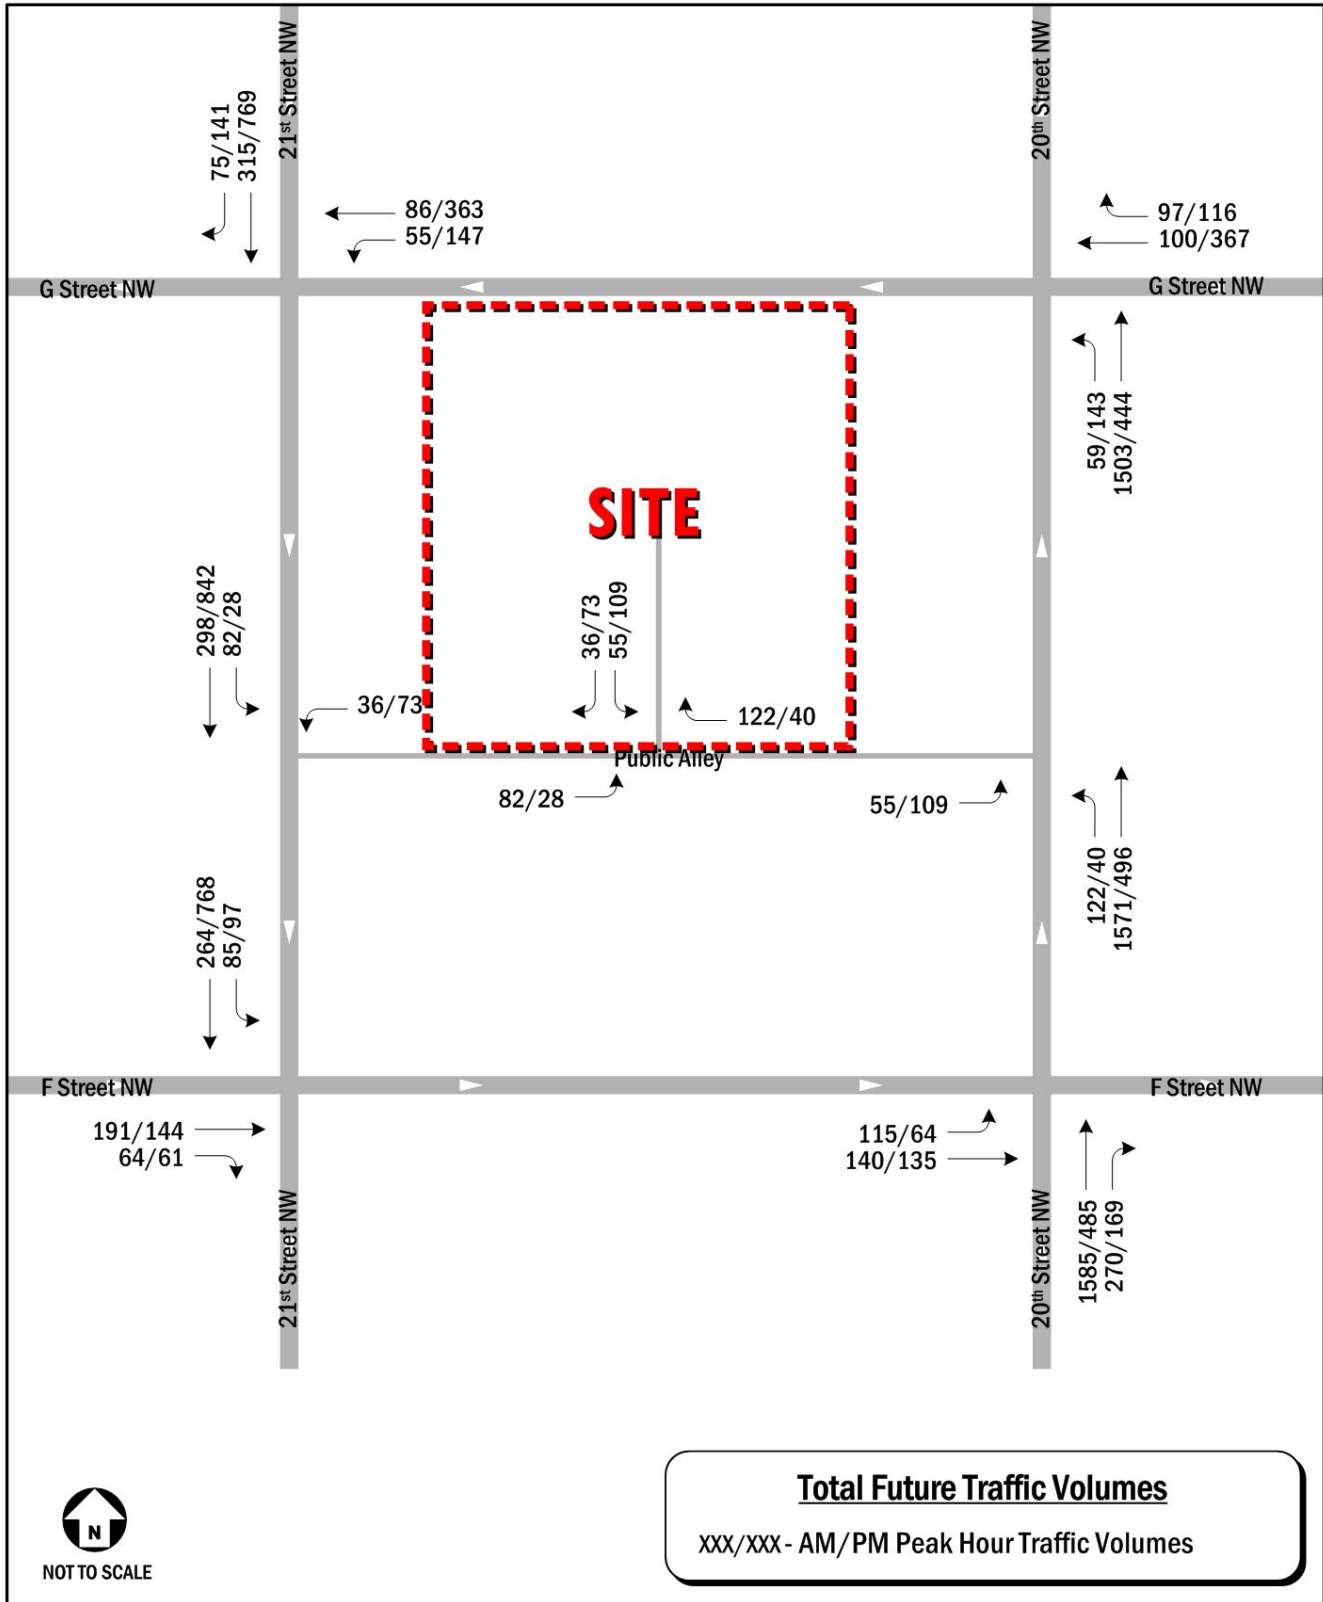 21st Street NW
20th Street NW
75/141
315/769
86/363
55/147
97/116
100/367
G Street NW
G Street NW
59/143
1503/444
SITE
298/842
82/28
36/73
36/73
55/109
122/40
Public Alley
82/28
55/109
122/40
1571/496
264/768
85/97
F Street NW
F Street NW
191/144
64/61
115/64
140/135
1585/485
270/169
21st Street NW
20th Street NW
N
NOT TO SCALE
Total Future Traffic Volumes
XXX/XXX - AM/PM Peak Hour Traffic Volumes